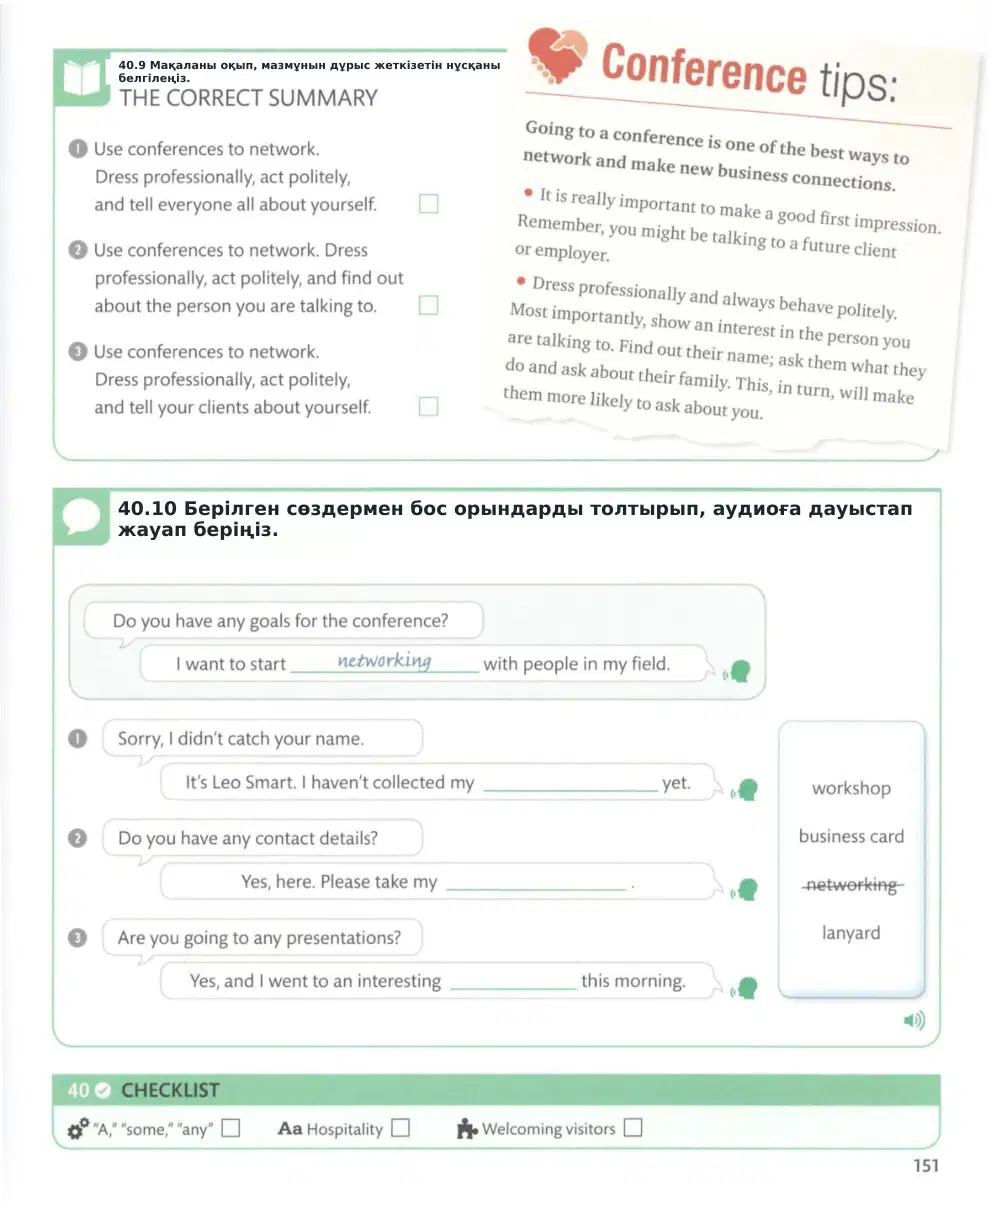 40.9 Мақаланы оқып, мазмұнын дұрыс жеткізетін нұсқаны
белгілеңіз.
THE CORRECT SUMMARY
1 Use conferences to network.
Dress professionally, act politely,
and tell everyone all about yourself.
2 Use conferences to network. Dress
professionally, act politely, and find out
about the person you are talking to.
3 Use conferences to network.
Dress professionally, act politely,
and tell your clients about yourself.
Conference tips:
Going to a conference is one of the best ways to
network and make new business connections.
• It is really important to make a good first impression.
Remember, you might be talking to a future client
or employer.
• Dress professionally and always behave politely.
Most importantly, show an interest in the person you
are talking to. Find out their name; ask them what they
do and ask about their family. This, in turn, will make
them more likely to ask about you.
40.10 Берілген сөздермен бос орындарды толтырып, аудиоға дауыстап
жауап беріңіз.
Do you have any goals for the conference?
I want to start networking with people in my field.
1 Sorry, I didn't catch your name.
It's Leo Smart. I haven't collected my ____ yet.
2 Do you have any contact details?
Yes, here. Please take my ____ .
3 Are you going to any presentations?
Yes, and I went to an interesting ____ this morning.
workshop
business card
networking
lanyard
40 CHECKLIST
"A," "some," "any"
Aa Hospitality
Welcoming visitors
151